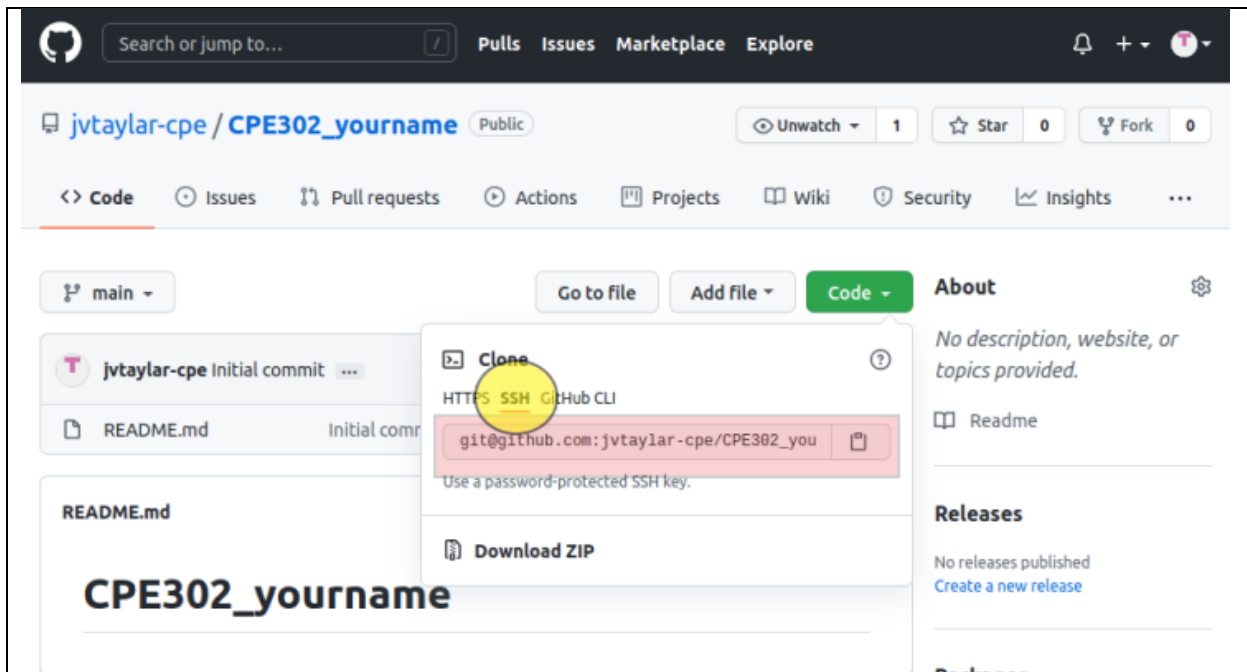 Search or jump to... / Pulls Issues Marketplace Explore
T
jvtaylar-cpe / CPE302_yourname Public Unwatch 1 Star 0 Fork 0
Code Issues Pull requests Actions Projects Wiki Security Insights ...
main Go to file Add file Code About
No description, website, or
topics provided.
Clone
T jvtaylar-cpe Initial commit ...
HTTPS SSH GitHub CLI
README.md Initial comm
git@github.com:jvtaylar-cpe/CPE302_you
Readme
Use a password-protected SSH key.
README.md Releases
Download ZIP
No releases published
Create a new release
CPE302_yourname